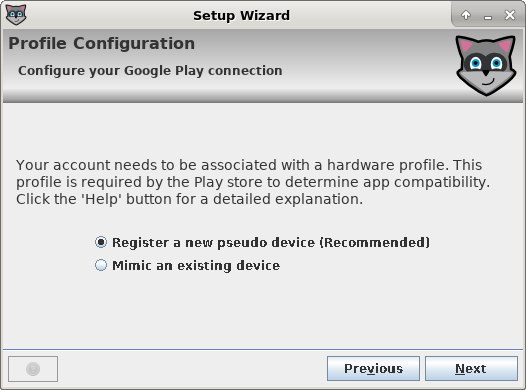 Setup Wizard
Profile Configuration
Configure your Google Play connection
Your account needs to be associated with a hardware profile. This
profile is required by the Play store to determine app compatibility.
Click the 'Help' button for a detailed explanation.
Register a new pseudo device (Recommended)
Mimic an existing device
Previous
Next